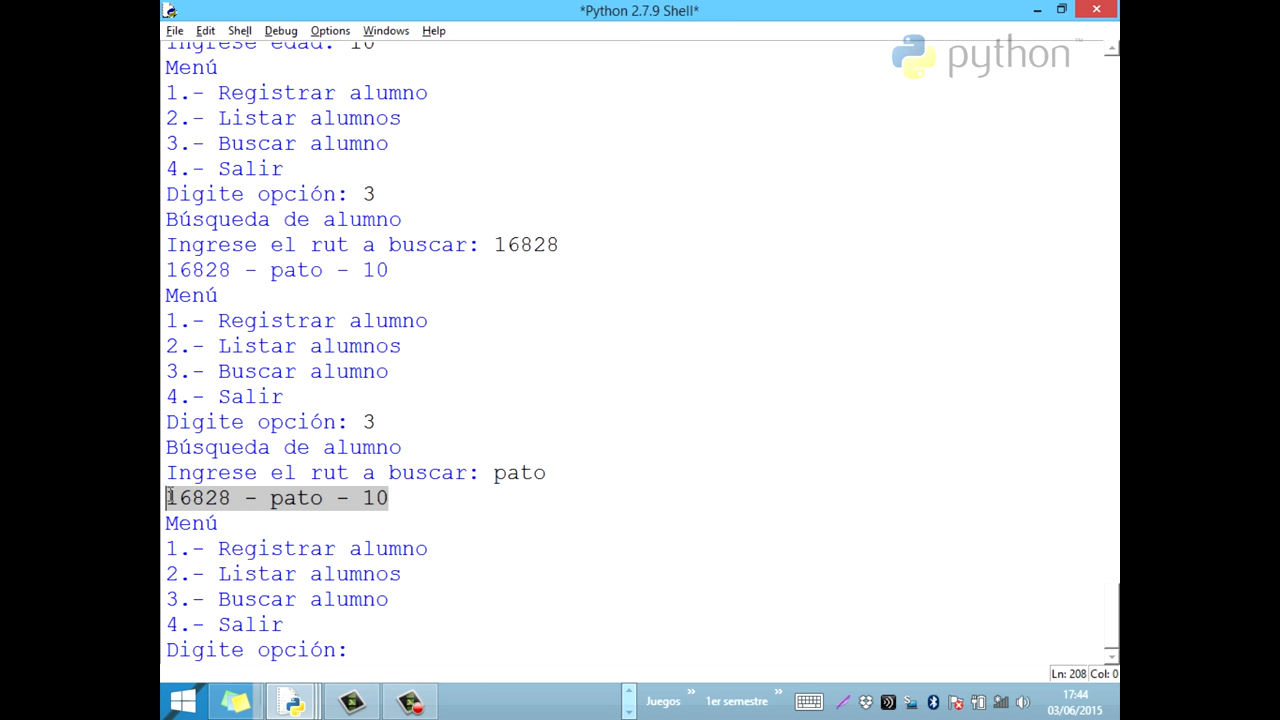 *Python 2.7.9 Shell*
File Edit Shell Debug Options Windows Help
python
Ingrese edad: 10
Menú
1.- Registrar alumno
2.- Listar alumnos
3.- Buscar alumno
4.- Salir
Digite opción: 3
Búsqueda de alumno
Ingrese el rut a buscar: 16828
16828 - pato - 10
Menú
1.- Registrar alumno
2.- Listar alumnos
3.- Buscar alumno
4.- Salir
Digite opción: 3
Búsqueda de alumno
Ingrese el rut a buscar: pato
16828 - pato - 10
Menú
1.- Registrar alumno
2.- Listar alumnos
3.- Buscar alumno
4.- Salir
Digite opción:
Ln: 208 Col: 0
Juegos » 1er semestre » 17:44
03/06/2015